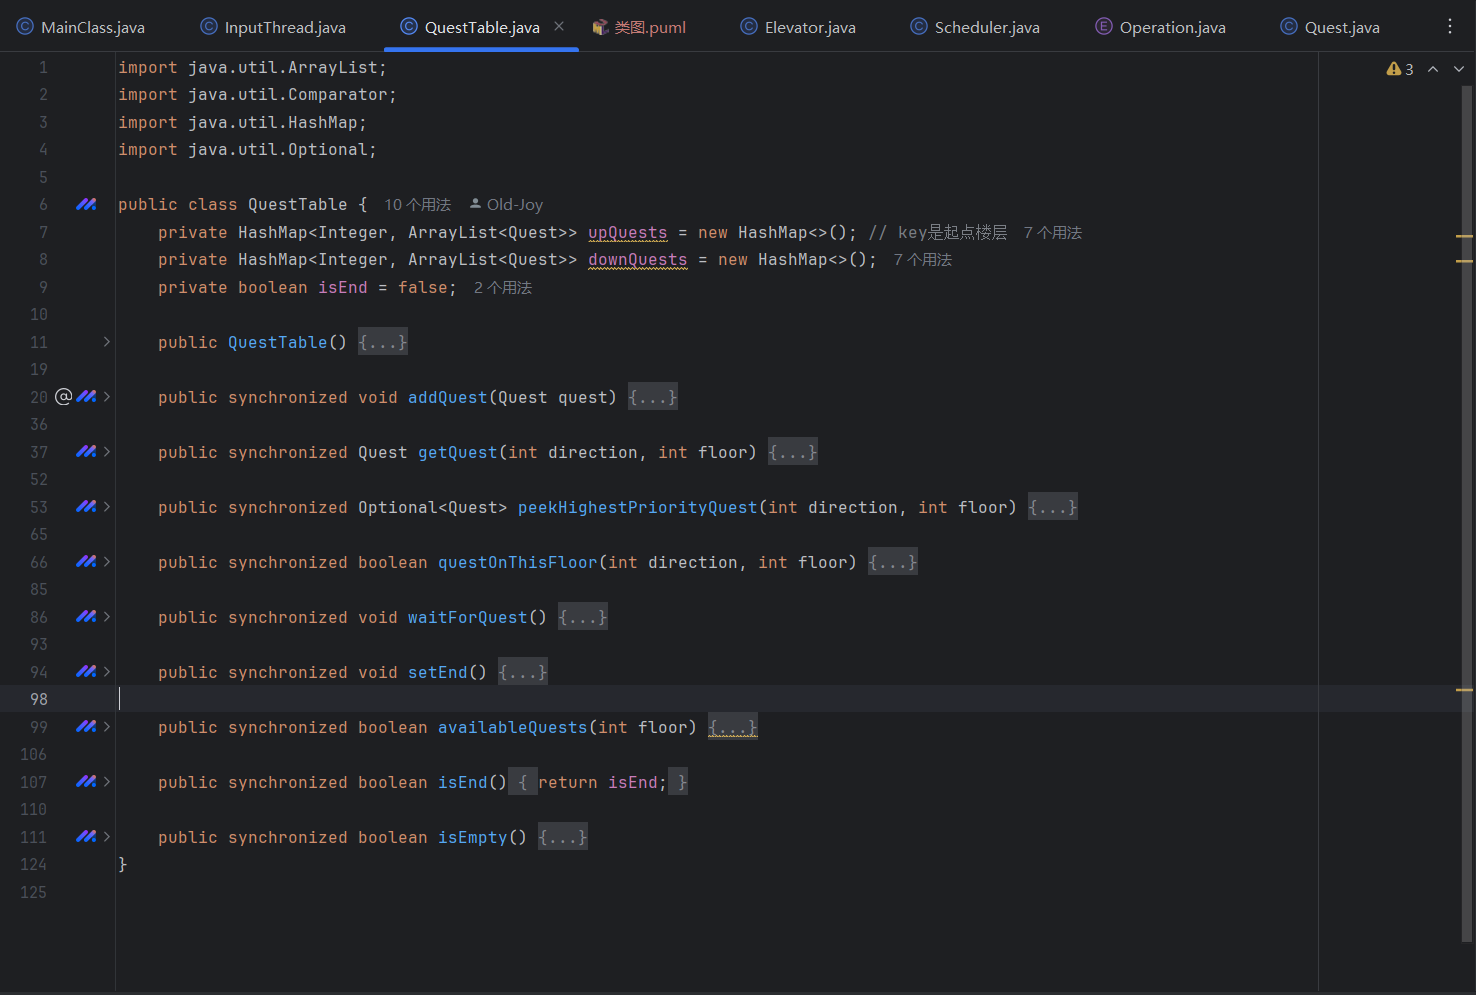 MainClass.java InputThread.java QuestTable.java 类图.puml Elevator.java Scheduler.java Operation.java Quest.java
1 import java.util.ArrayList; 3
2 import java.util.Comparator;
3 import java.util.HashMap;
4 import java.util.Optional;
5
6 public class QuestTable { 10 个用法 Old-Joy
7 private HashMap<Integer, ArrayList<Quest>> upQuests = new HashMap<>(); // key是起点楼层 7 个用法
8 private HashMap<Integer, ArrayList<Quest>> downQuests = new HashMap<>(); 7 个用法
9 private boolean isEnd = false; 2 个用法
10
11 public QuestTable() {...}
19
20 @ public synchronized void addQuest(Quest quest) {...}
36
37 public synchronized Quest getQuest(int direction, int floor) {...}
52
53 public synchronized Optional<Quest> peekHighestPriorityQuest(int direction, int floor) {...}
65
66 public synchronized boolean questOnThisFloor(int direction, int floor) {...}
85
86 public synchronized void waitForQuest() {...}
93
94 public synchronized void setEnd() {...}
98
99 public synchronized boolean availableQuests(int floor) {...}
106
107 public synchronized boolean isEnd() { return isEnd; }
110
111 public synchronized boolean isEmpty() {...}
124 }
125